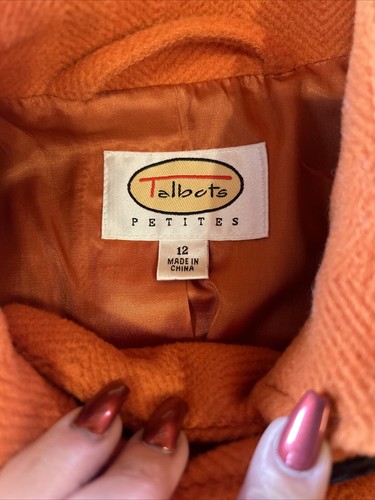 Talbots
PETITES
12
MADE IN
CHINA